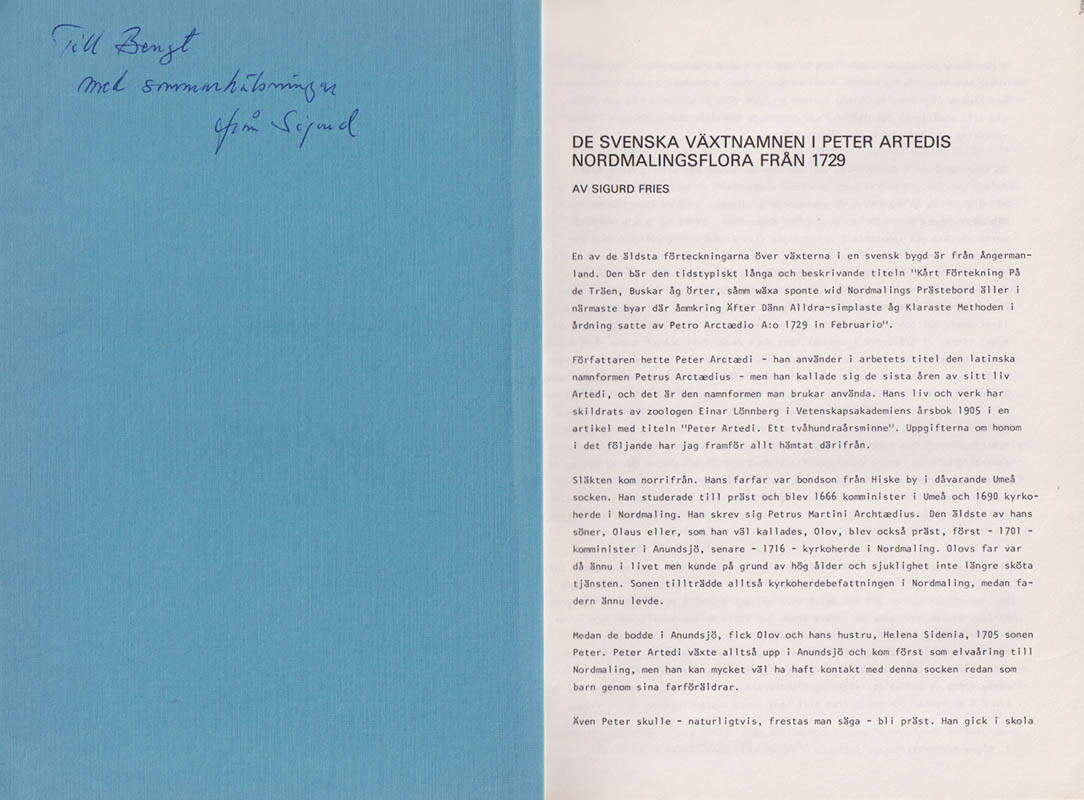 Till Bengt
med sommarhälsningar
från Sigurd
DE SVENSKA VÄXTNAMNEN I PETER ARTEDIS
NORDMALINGSFLORA FRÅN 1729
AV SIGURD FRIES
En av de äldsta förteckningarna över växterna i en svensk bygd är från Ångerman-
land. Den bär den tidstypiskt långa och beskrivande titeln "Kårt Förtekning På
de Träen, Buskar åg örter, såmm wäxa sponte wid Nordmalings Prästebord äller i
närmaste byar där åmmkring Äfter Dänn Alldra-simplaste åg Klaraste Methoden i
årdning satte av Petro Arctædio A:o 1729 in Februario".
Författaren hette Peter Arctædi - han använder i arbetets titel den latinska
namnformen Petrus Arctædius - men han kallade sig de sista åren av sitt liv
Artedi, och det är den namnformen man brukar använda. Hans liv och verk har
skildrats av zoologen Einar Lönnberg i Vetenskapsakademiens årsbok 1905 i en
artikel med titeln "Peter Artedi. Ett tvåhundraårsminne". Uppgifterna om honom
i det följande har jag framför allt hämtat därifrån.
Släkten kom norrifrån. Hans farfar var bondson från Hiske by i dåvarande Umeå
socken. Han studerade till präst och blev 1666 komminister i Umeå och 1690 kyrko-
herde i Nordmaling. Han skrev sig Petrus Martini Archtædius. Den äldste av hans
söner, Olaus eller, som han väl kallades, Olov, blev också präst, först - 1701 -
komminister i Anundsjö, senare - 1716 - kyrkoherde i Nordmaling. Olovs far var
då ännu i livet men kunde på grund av hög ålder och sjuklighet inte längre sköta
tjänsten. Sonen tillträdde alltså kyrkoherdebefattningen i Nordmaling, medan fa-
dern ännu levde.
Medan de bodde i Anundsjö, fick Olov och hans hustru, Helena Sidenia, 1705 sonen
Peter. Peter Artedi växte alltså upp i Anundsjö och kom först som elvaåring till
Nordmaling, men han kan mycket väl ha haft kontakt med denna socken redan som
barn genom sina farföräldrar.
Även Peter skulle - naturligtvis, frestas man säga - bli präst. Han gick i skola